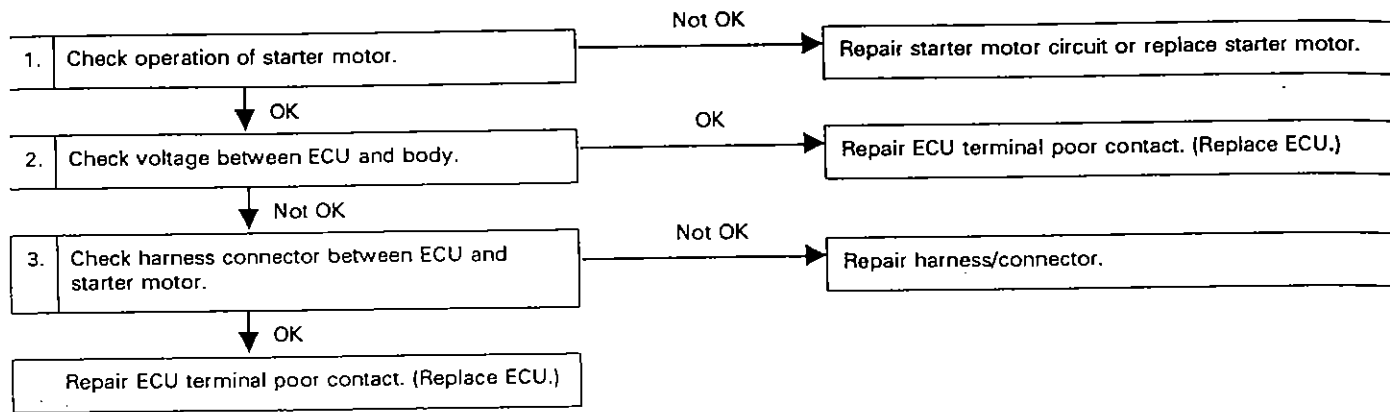 Not OK
1. Check operation of starter motor.
Repair starter motor circuit or replace starter motor.
OK
OK
2. Check voltage between ECU and body.
Repair ECU terminal poor contact. (Replace ECU.)
Not OK
Not OK
3. Check harness connector between ECU and
starter motor.
Repair harness/connector.
OK
Repair ECU terminal poor contact. (Replace ECU.)